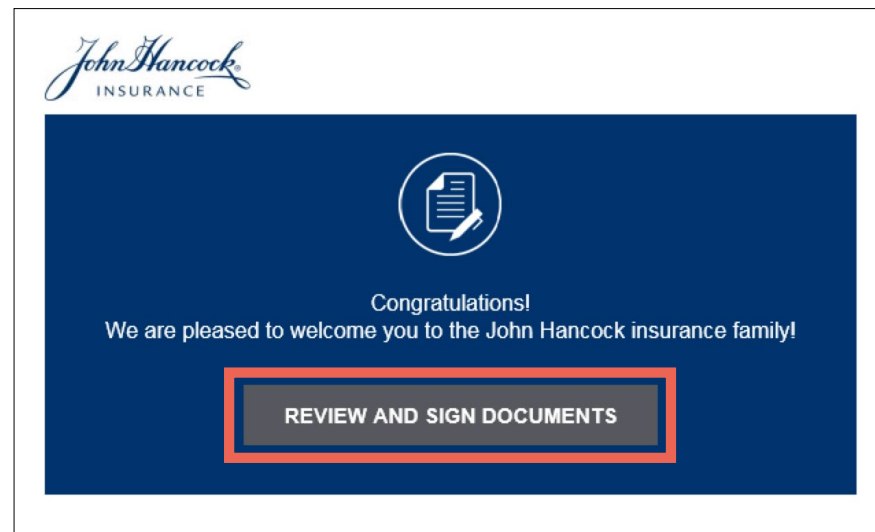 John Hancock®
INSURANCE
Congratulations!
We are pleased to welcome you to the John Hancock insurance family!
REVIEW AND SIGN DOCUMENTS